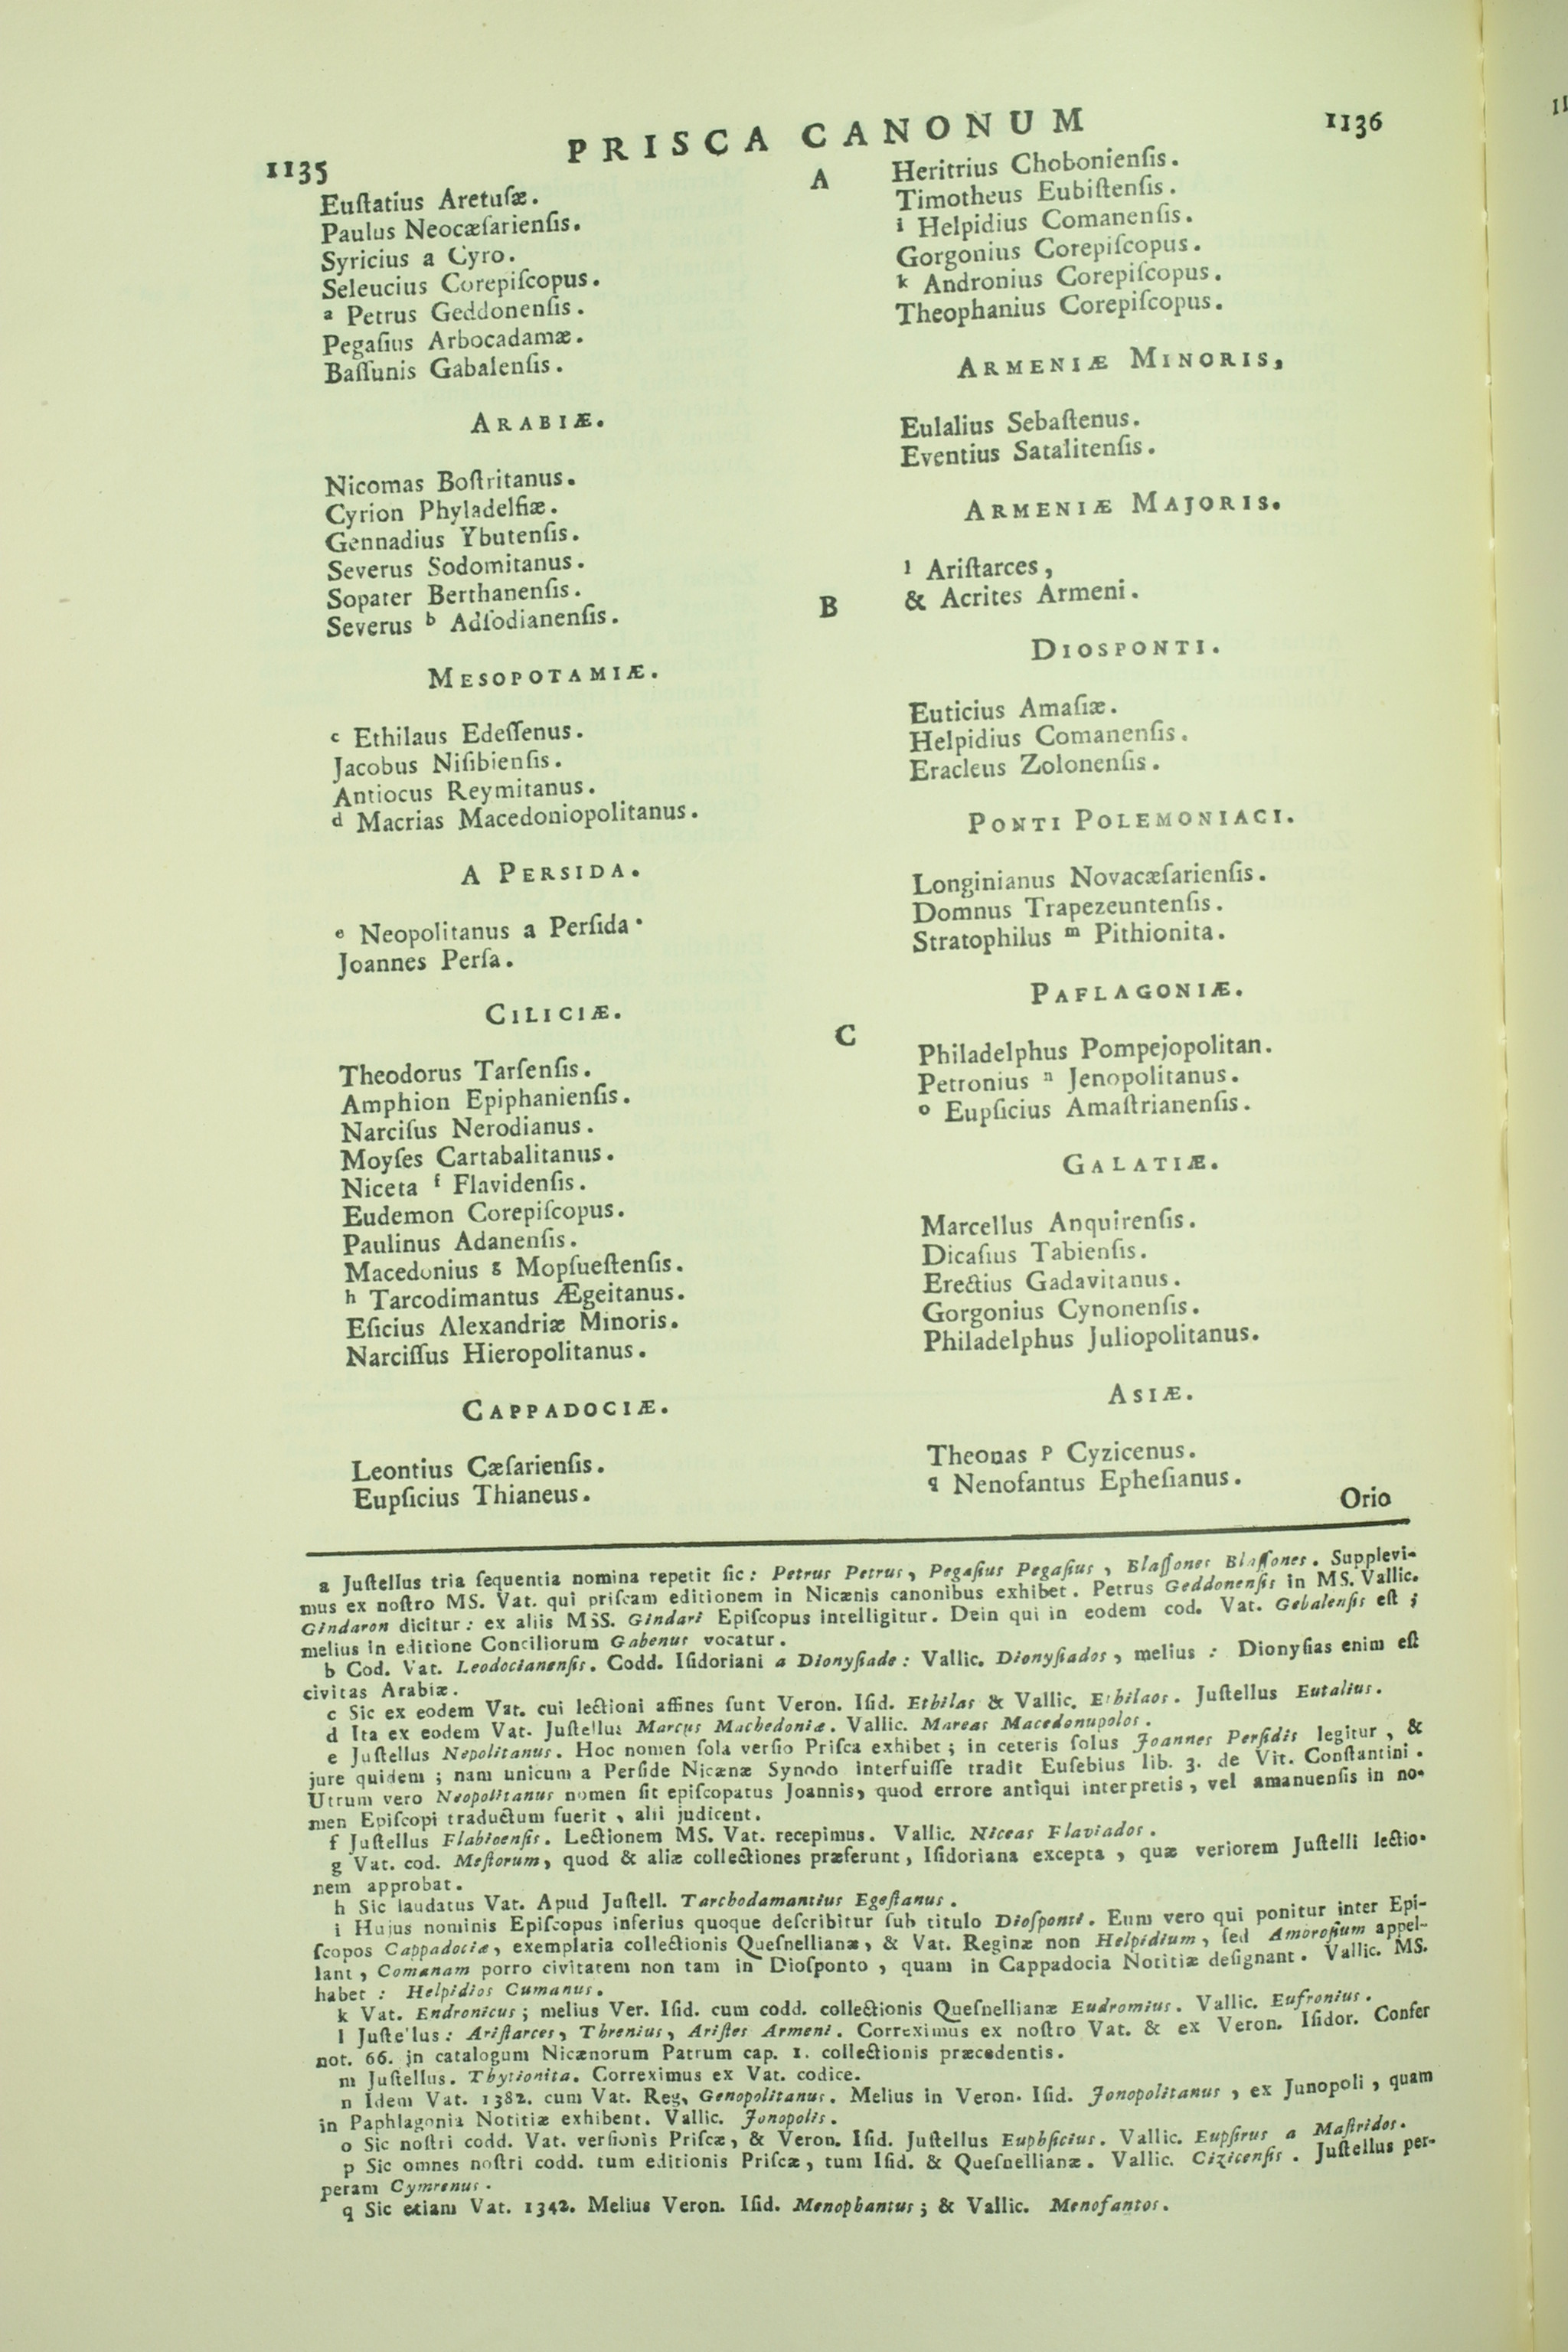 1135
PRISCA CANONUM
1136
Euſtatius Aretuſæ.
Paulus Neocæſarienſis.
Syricius a Cyro.
Seleucius Corepiſcopus.
a Petrus Geddonenſis.
Pegaſius Arbocadamæ.
Baſſunis Gabalenſis.
ARABIÆ.
Nicomas Boſtritanus.
Cyrion Phyladelfiæ.
Gennadius Ybutenſis.
Severus Sodomitanus.
Sopater Berthanenſis.
Severus b Adſodianenſis.
MESOPOTAMIÆ.
c Ethilaus Edeſſenus.
Jacobus Niſibienſis.
Antiocus Reymitanus.
d Macrias Macedoniopolitanus.
A PERSIDA.
e Neopolitanus a Perſida.
Joannes Perſa.
CILICIÆ.
Theodorus Tarſenſis.
Amphion Epiphanienſis.
Narciſus Nerodianus.
Moyſes Cartabalitanus.
Niceta f Flavidenſis.
Eudemon Corepiſcopus.
Paulinus Adanenſis.
Macedonius g Mopſueſtenſis.
h Tarcodimantus Ægeitanus.
Eſicius Alexandriæ Minoris.
Narciſſus Hieropolitanus.
CAPPADOCIÆ.
Leontius Cæſarienſis.
Eupſicius Thianeus.
A
B
C
Heritrius Chobonienſis.
Timotheus Eubiſtenſis.
i Helpidius Comanenſis.
Gorgonius Corepiſcopus.
k Andronius Corepiſcopus.
Theophanius Corepiſcopus.
ARMENIÆ MINORIS,
Eulalius Sebaſtenus.
Eventius Satalitenſis.
ARMENIÆ MAJORIS.
l Ariſtarces,
& Acrites Armeni.
DIOSPONTI.
Euticius Amaſiæ.
Helpidius Comanenſis.
Eracleus Zolonenſis.
PONTI POLEMONIACI.
Longinianus Novacæſarienſis.
Domnus Trapezeuntenſis.
Stratophilus m Pithionita.
PAFLAGONIÆ.
Philadelphus Pompejopolitan.
Petronius n Jenopolitanus.
o Eupſicius Amaſtrianenſis.
GALATIÆ.
Marcellus Anquirenſis.
Dicaſius Tabienſis.
Erectius Gadavitanus.
Gorgonius Cynonenſis.
Philadelphus Juliopolitanus.
ASIÆ.
Theonas p Cyzicenus.
q Nenofantus Epheſianus.
Orio
a Juſtellus tria ſequentia nomina repetit ſic: Petrus Petrus, Pegaſius Pegaſius, Blaſſones Blaſſones. Supplevi-
mus ex noſtro MS. Vat. qui priſcam editionem in Nicænis canonibus exhibet. Petrus Geddonenſis in MS. Vallic.
Gindaron dicitur: ex aliis MSS. Gindari Epiſcopus intelligitur. Dein qui in eodem cod. Vat. Gebalenſis eſt;
melius in editione Conciliorum Gabenus vocatur.
b Cod. Vat. Leodocianenſis. Codd. Iſidoriani a Dionyſiade: Vallic. Dionyſiados, melius: Dionyſias enim eſt
civitas Arabiæ.
c Sic ex eodem Vat. cui lectioni affines ſunt Veron. Iſid. Ethilas & Vallic. Ethilaos. Juſtellus Eutalius.
d Ita ex eodem Vat. Juſtellus Marcus Machedoniæ. Vallic. Mareas Macedonupolos.
e Juſtellus Nepolitanus. Hoc nomen ſola verſio Priſca exhibet; in ceteris ſolus Joannes Perſidis legitur, &
jure quidem; nam unicum a Perſide Nicænæ Synodo interfuiſſe tradit Euſebius lib. 3. de Vit. Conſtantini.
Utrum vero Neopolitanus nomen ſit epiſcopatus Joannis, quod errore antiqui interpretis, vel amanuenſis in no-
men Epiſcopi traductum fuerit, alii judicent.
f Juſtellus Flabioenſis. Lectionem MS. Vat. recepimus. Vallic. Niceas Flaviados.
g Vat. cod. Meſtorum, quod & aliæ collectiones præferunt, Iſidoriana excepta, quæ veriorem Juſtelli lectio-
nem approbat.
h Sic laudatus Vat. Apud Juſtell. Tarchodamantius Egeſtanus.
i Hujus nominis Epiſcopus inferius quoque deſcribitur ſub titulo Dioſponti. Eum vero qui ponitur inter Epi-
ſcopos Cappadociæ, exemplaria collectionis Queſnellianæ, & Vat. Reginæ non Helpidium, ſed Amoroſium appel-
lant, Comanam porro civitatem non tam in Dioſponto, quam in Cappadocia Notitiæ deſignant. Vallic. MS.
habet: Helpidios Cumanus.
k Vat. Endronicus; melius Ver. Iſid. cum codd. collectionis Queſnellianæ Eudromius. Vallic. Eufronius.
l Juſtellus: Ariſtarces, Threnius, Ariſtes Armeni. Correximus ex noſtro Vat. & ex Veron. Iſidor. Confer
not. 66. in catalogum Nicænorum Patrum cap. 1. collectionis præcedentis.
m Juſtellus. Thytionita. Correximus ex Vat. codice.
n Idem Vat. 1382. cum Vat. Reg. Genopolitanus. Melius in Veron. Iſid. Jonopolitanus, ex Junopoli, quam
in Paphlagonia Notitiæ exhibent. Vallic. Jonopolis.
o Sic noſtri codd. Vat. verſionis Priſcæ, & Veron. Iſid. Juſtellus Euphſicius. Vallic. Eupſirus a Maſtridos.
p Sic omnes noſtri codd. tum editionis Priſcæ, tum Iſid. & Queſnellianæ. Vallic. Cizicenſis. Juſtellus per-
peram Cymrenus.
q Sic etiam Vat. 1342. Melius Veron. Iſid. Menophantus; & Vallic. Menofantos.